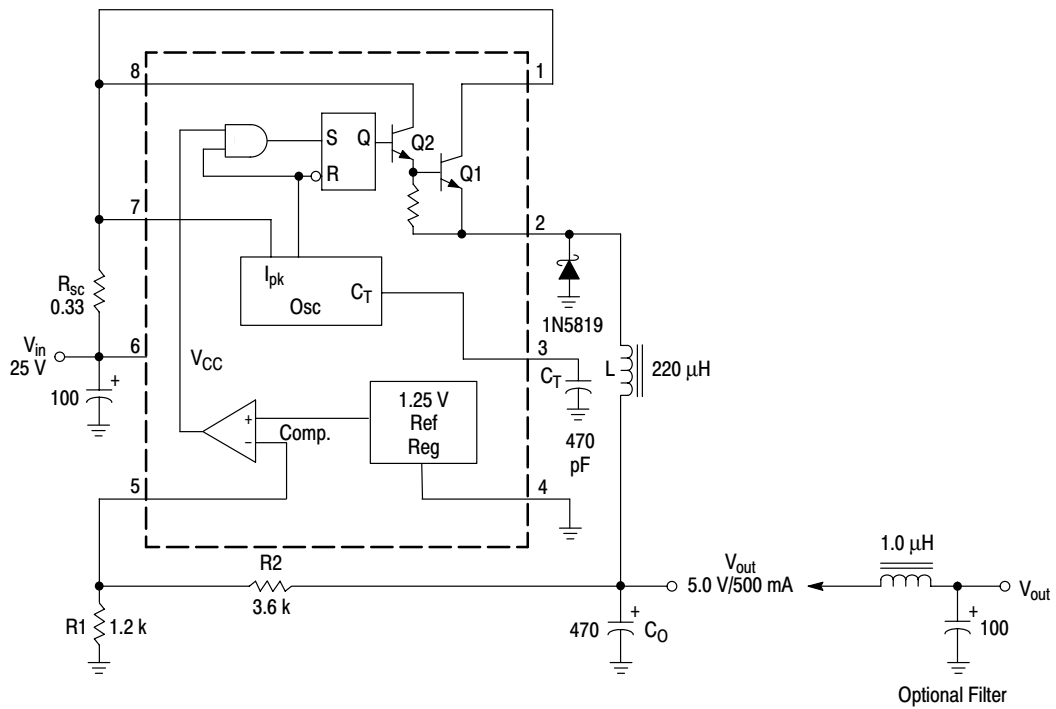 8
1
S
Q
Q2
R
Q1
7
2
Ipk
CT
Osc
Rsc
0.33
1N5819
Vin
25 V
6
VCC
3
CT
L
220 µH
100
+
1.25 V
Ref
Reg
+
−
Comp.
470
pF
5
4
R2
3.6 k
Vout
5.0 V/500 mA
1.0 µH
Vout
R1
1.2 k
470
+
CO
+
100
Optional Filter